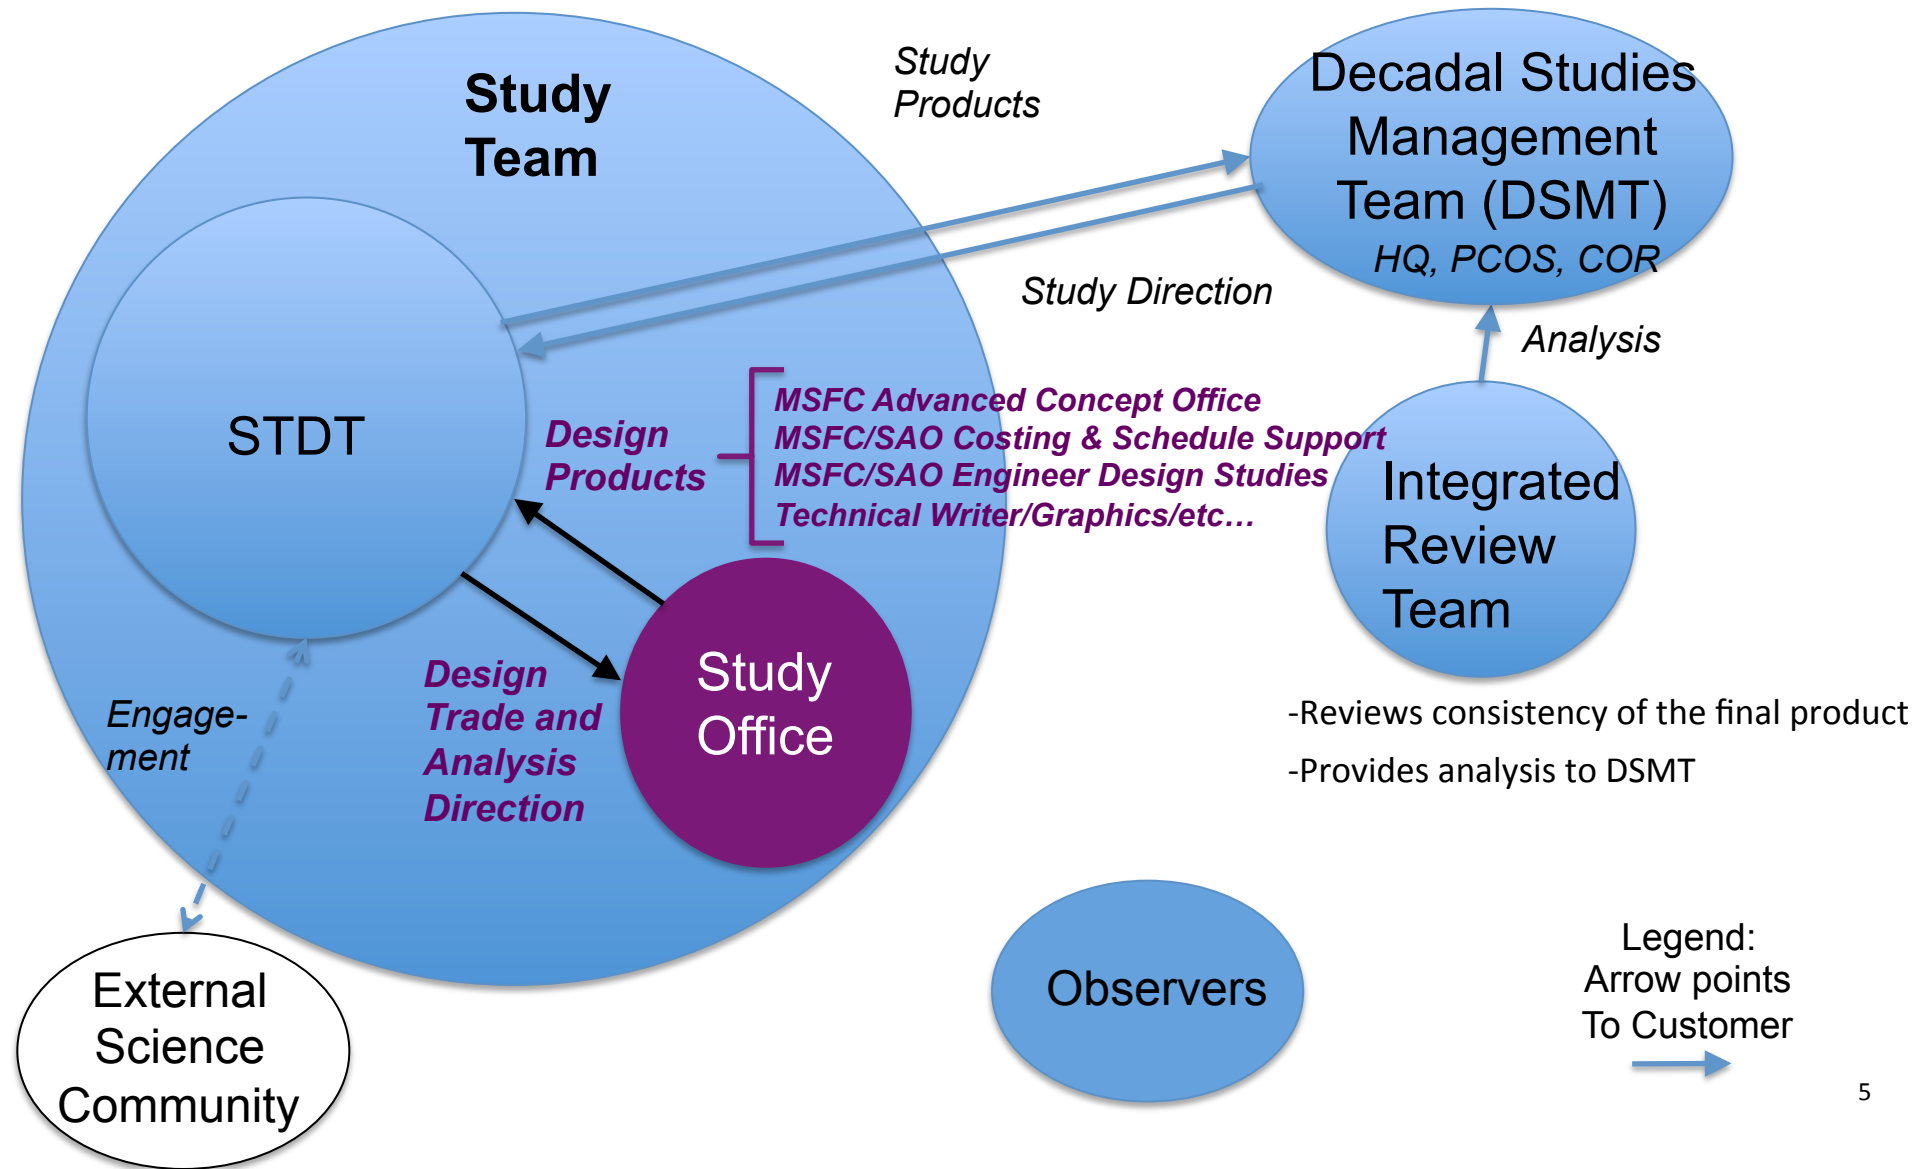 Study
Team
Study
Products
Decadal Studies
Management
Team (DSMT)
HQ, PCOS, COR
Study Direction
Analysis
STDT
Design
Products
MSFC Advanced Concept Office
MSFC/SAO Costing & Schedule Support
MSFC/SAO Engineer Design Studies
Technical Writer/Graphics/etc…
Integrated
Review
Team
-Reviews consistency of the final product
-Provides analysis to DSMT
Study
Office
Design
Trade and
Analysis
Direction
Engage-
ment
External
Science
Community
Observers
Legend:
Arrow points
To Customer
5